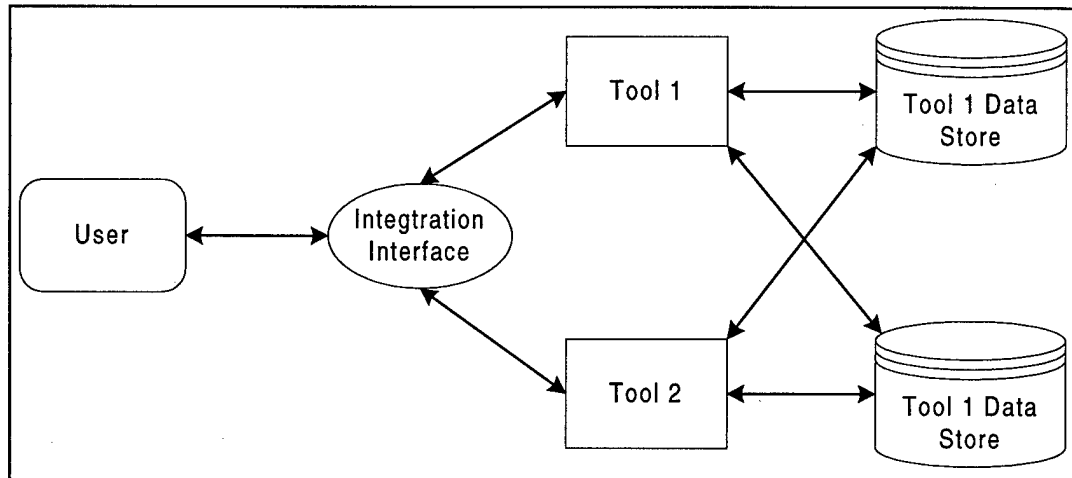 User
Integtration
Interface
Tool 1
Tool 1 Data
Store
Tool 2
Tool 1 Data
Store